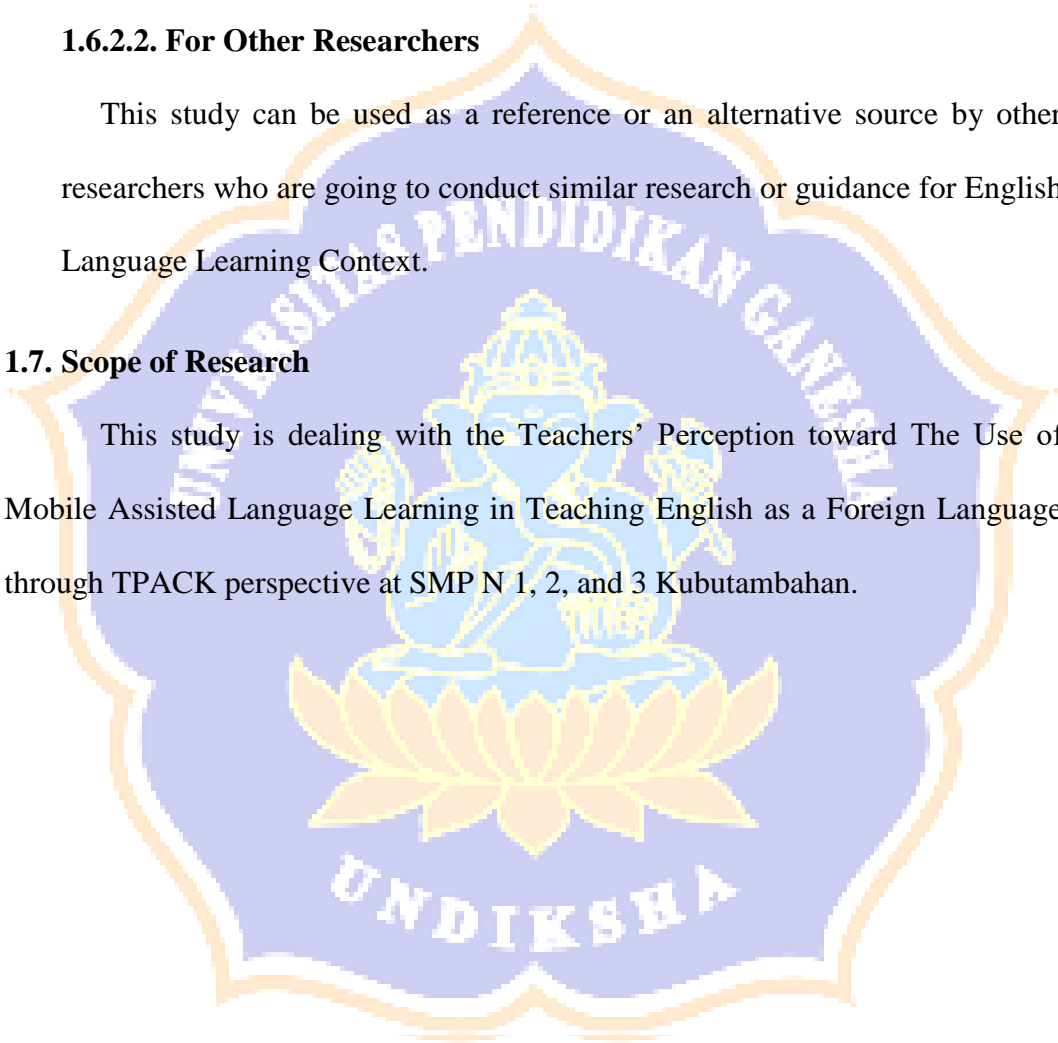 1.6.2.2. For Other Researchers
This study can be used as a reference or an alternative source by other
researchers who are going to conduct similar research or guidance for English
Language Learning Context.
1.7. Scope of Research
This study is dealing with the Teachers’ Perception toward The Use of
Mobile Assisted Language Learning in Teaching English as a Foreign Language
through TPACK perspective at SMP N 1, 2, and 3 Kubutambahan.
UNIVERSITAS PENDIDIKAN GANESHA
UNDIKSHA